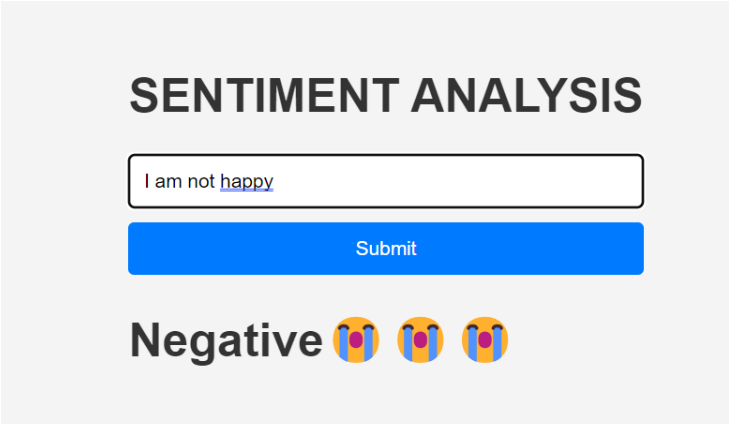 SENTIMENT ANALYSIS
I am not happy
Submit
Negative 😭 😭 😭